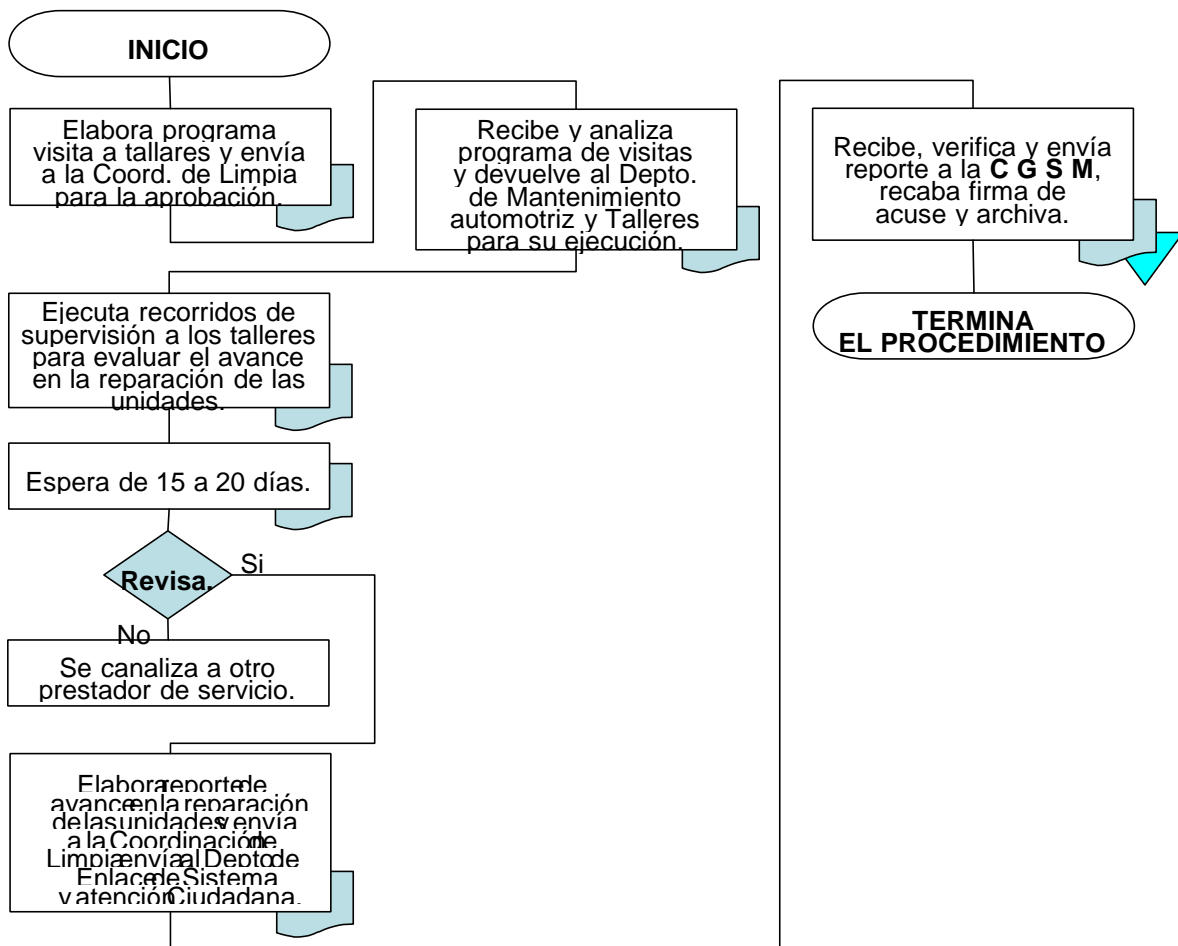 INICIO
Elabora programa
visita a tallares y envía
a la Coord. de Limpia
para la aprobación.
Recibe y analiza
programa de visitas
y devuelve al Depto.
de Mantenimiento
automotriz y Talleres
para su ejecución.
Ejecuta recorridos de
supervisión a los talleres
para evaluar el avance
en la reparación de las
unidades.
Espera de 15 a 20 días.
Revisa.
Si
No
Se canaliza a otro
prestador de servicio.
Elabora reporte de
avance en la reparación
de las unidades y envía
a la Coordinación de
Limpia envía al Depto de
Enlace de Sistema
y atención Ciudadana.
Recibe, verifica y envía
reporte a la C G S M,
recaba firma de
acuse y archiva.
TERMINA
EL PROCEDIMIENTO